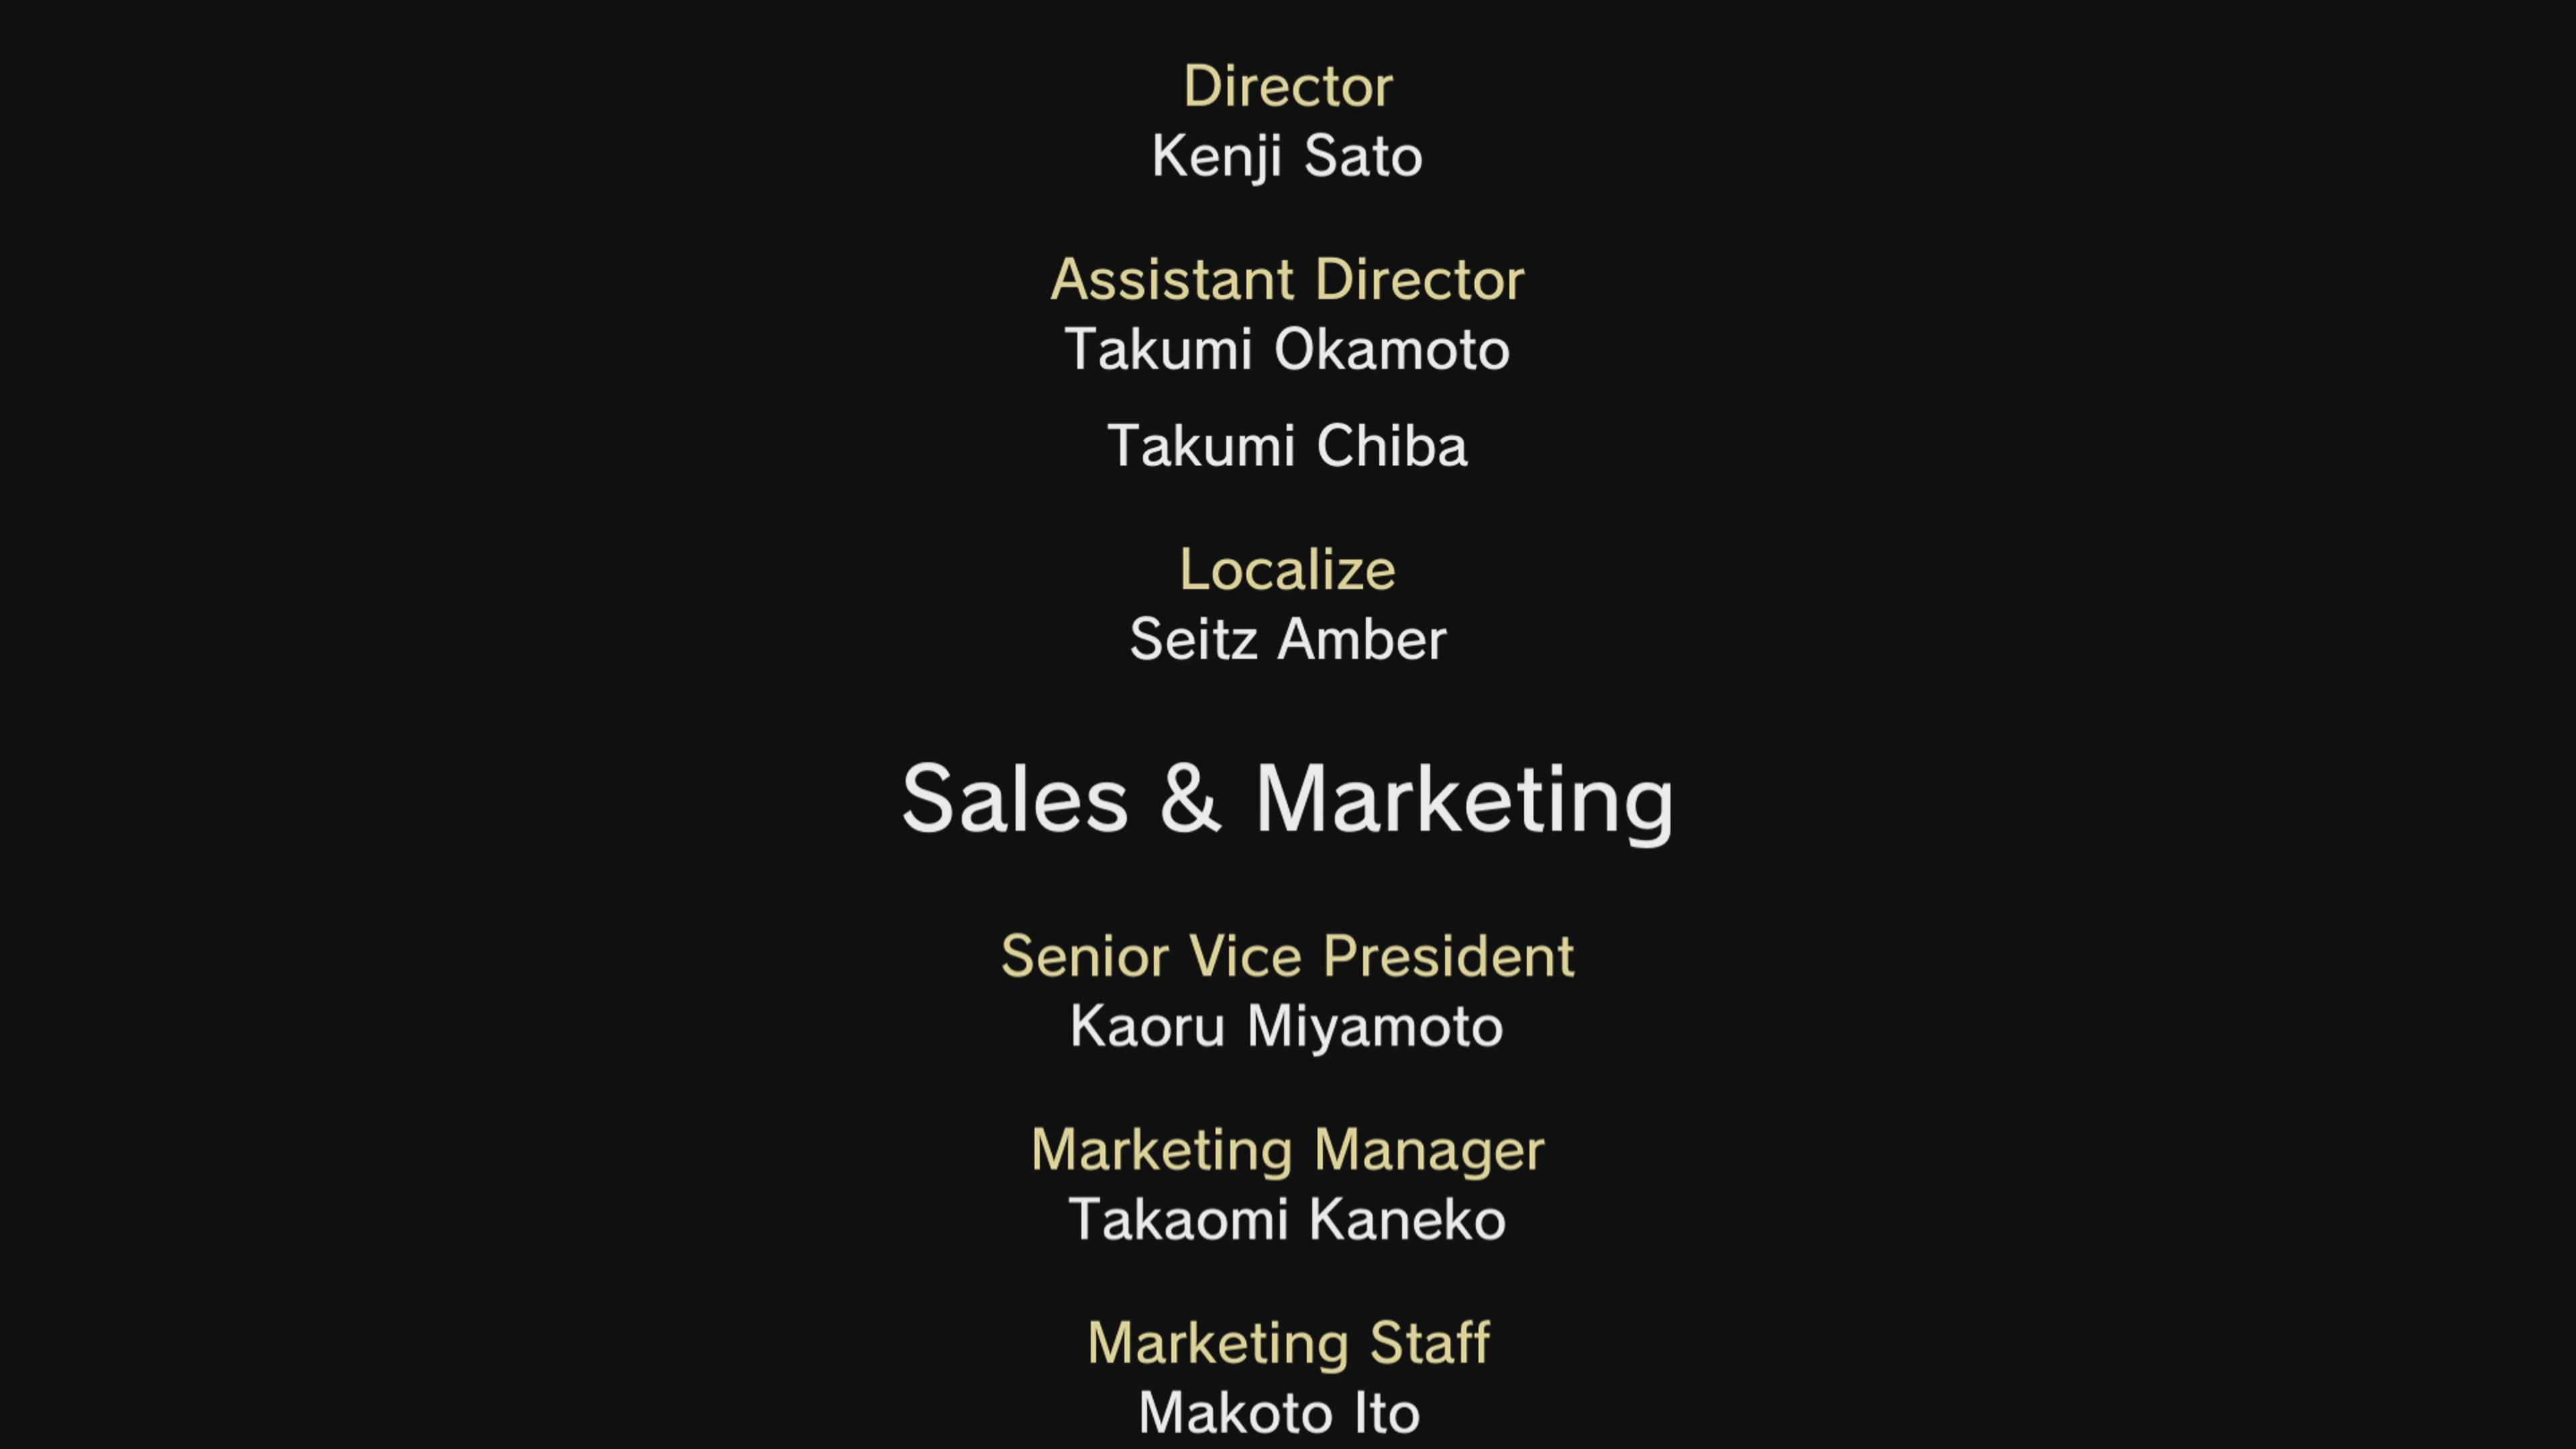 Director
Kenji Sato
Assistant Director
Takumi Okamoto
Takumi Chiba
Localize
Seitz Amber
Sales & Marketing
Senior Vice President
Kaoru Miyamoto
Marketing Manager
Takaomi Kaneko
Marketing Staff
Makoto Ito